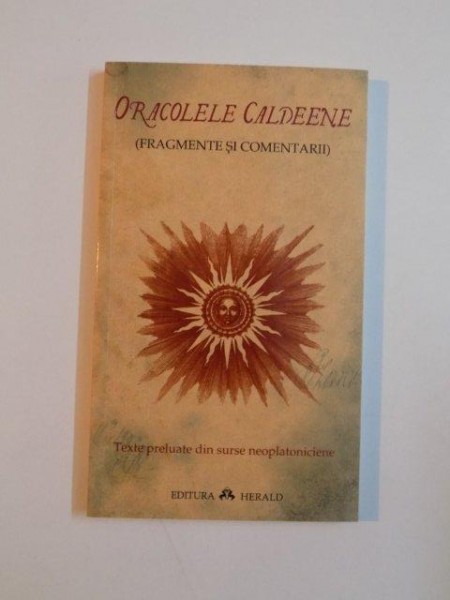 ORACOLELE CALDEENE
(FRAGMENTE ŞI COMENTARII)
Texte preluate din surse neoplatoniciene
EDITURA HERALD